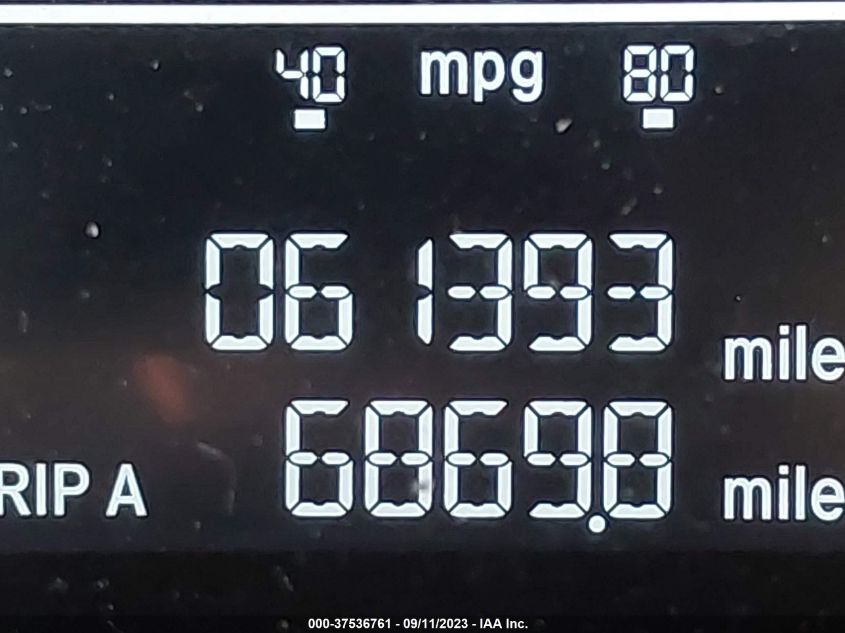 40 mpg 80
061393 mile
RIP A 6869.8 mile
000-37536761 - 09/11/2023 - IAA Inc.